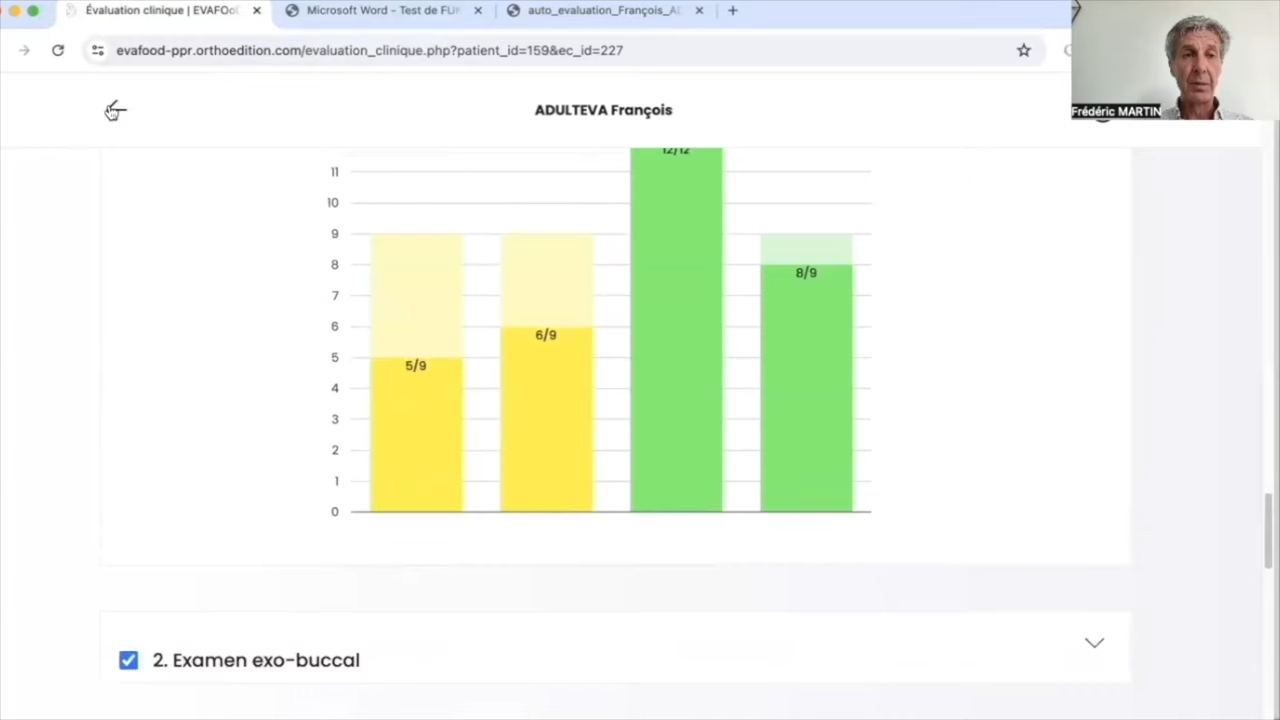 Évaluation clinique | EVAFOo
Microsoft Word - Test de FU
auto_evaluation_François_A
evafood-ppr.orthoedition.com/evaluation_clinique.php?patient_id=159&ec_id=227
Frédéric MARTIN
ADULTEVA François
12/12
11
10
9
8
8/9
7
6
6/9
5
5/9
4
3
2
1
0
2. Examen exo-buccal